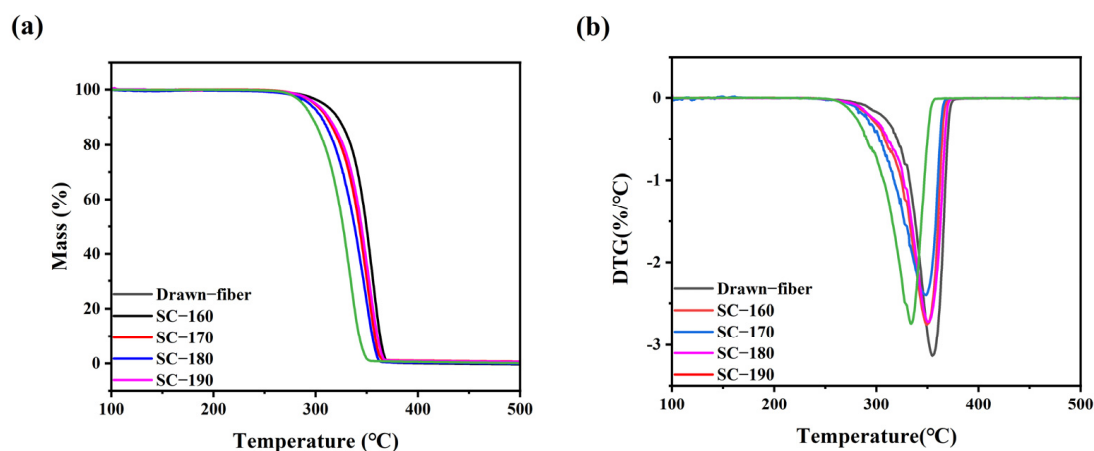 (a)
100
80
60
40
20
0
Mass (%)
Drawn−fiber
SC−160
SC−170
SC−180
SC−190
100 200 300 400 500
Temperature (℃)
(b)
0
-1
-2
-3
DTG(%/℃)
Drawn−fiber
SC−160
SC−170
SC−180
SC−190
100 200 300 400 500
Temperature(℃)